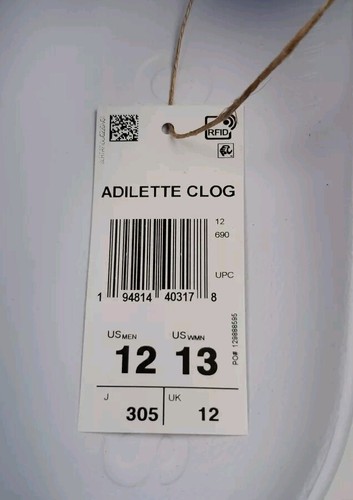 RFID
ADILETTE CLOG
12
690
UPC
1 94814 40317 8
US MEN US WMN
12 13
PO# 129888595
J 305 UK 12